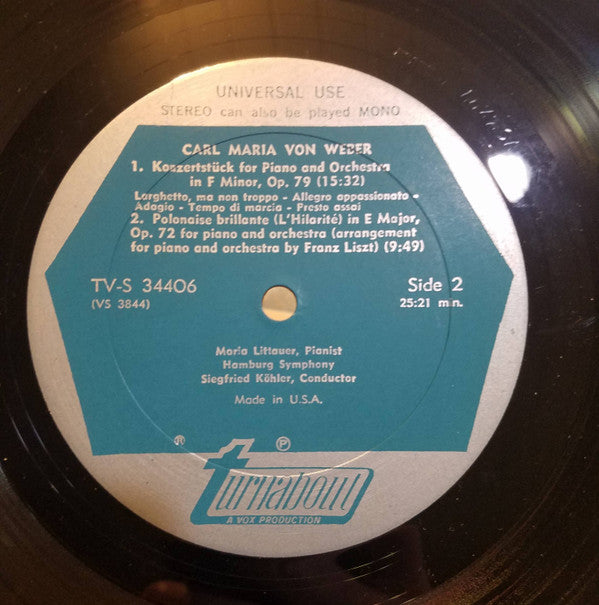 UNIVERSAL USE
STEREO can also be played MONO
CARL MARIA VON WEBER
1. Konzertstück for Piano and Orchestra
in F Minor, Op. 79 (15:32)
Larghetto, ma non troppo - Allegro appassionato -
Adagio - Tempo di marcia - Presto assai
2. Polonaise brillante (L'Hilarité) in E Major,
Op. 72 for piano and orchestra (arrangement
for piano and orchestra by Franz Liszt) (9:49)
TV-S 34406 Side 2
(VS 3844) 25:21 min.
Maria Littauer, Pianist
Hamburg Symphony
Siegfried Köhler, Conductor
Made in U.S.A.
® ℗
turnabout
A VOX PRODUCTION